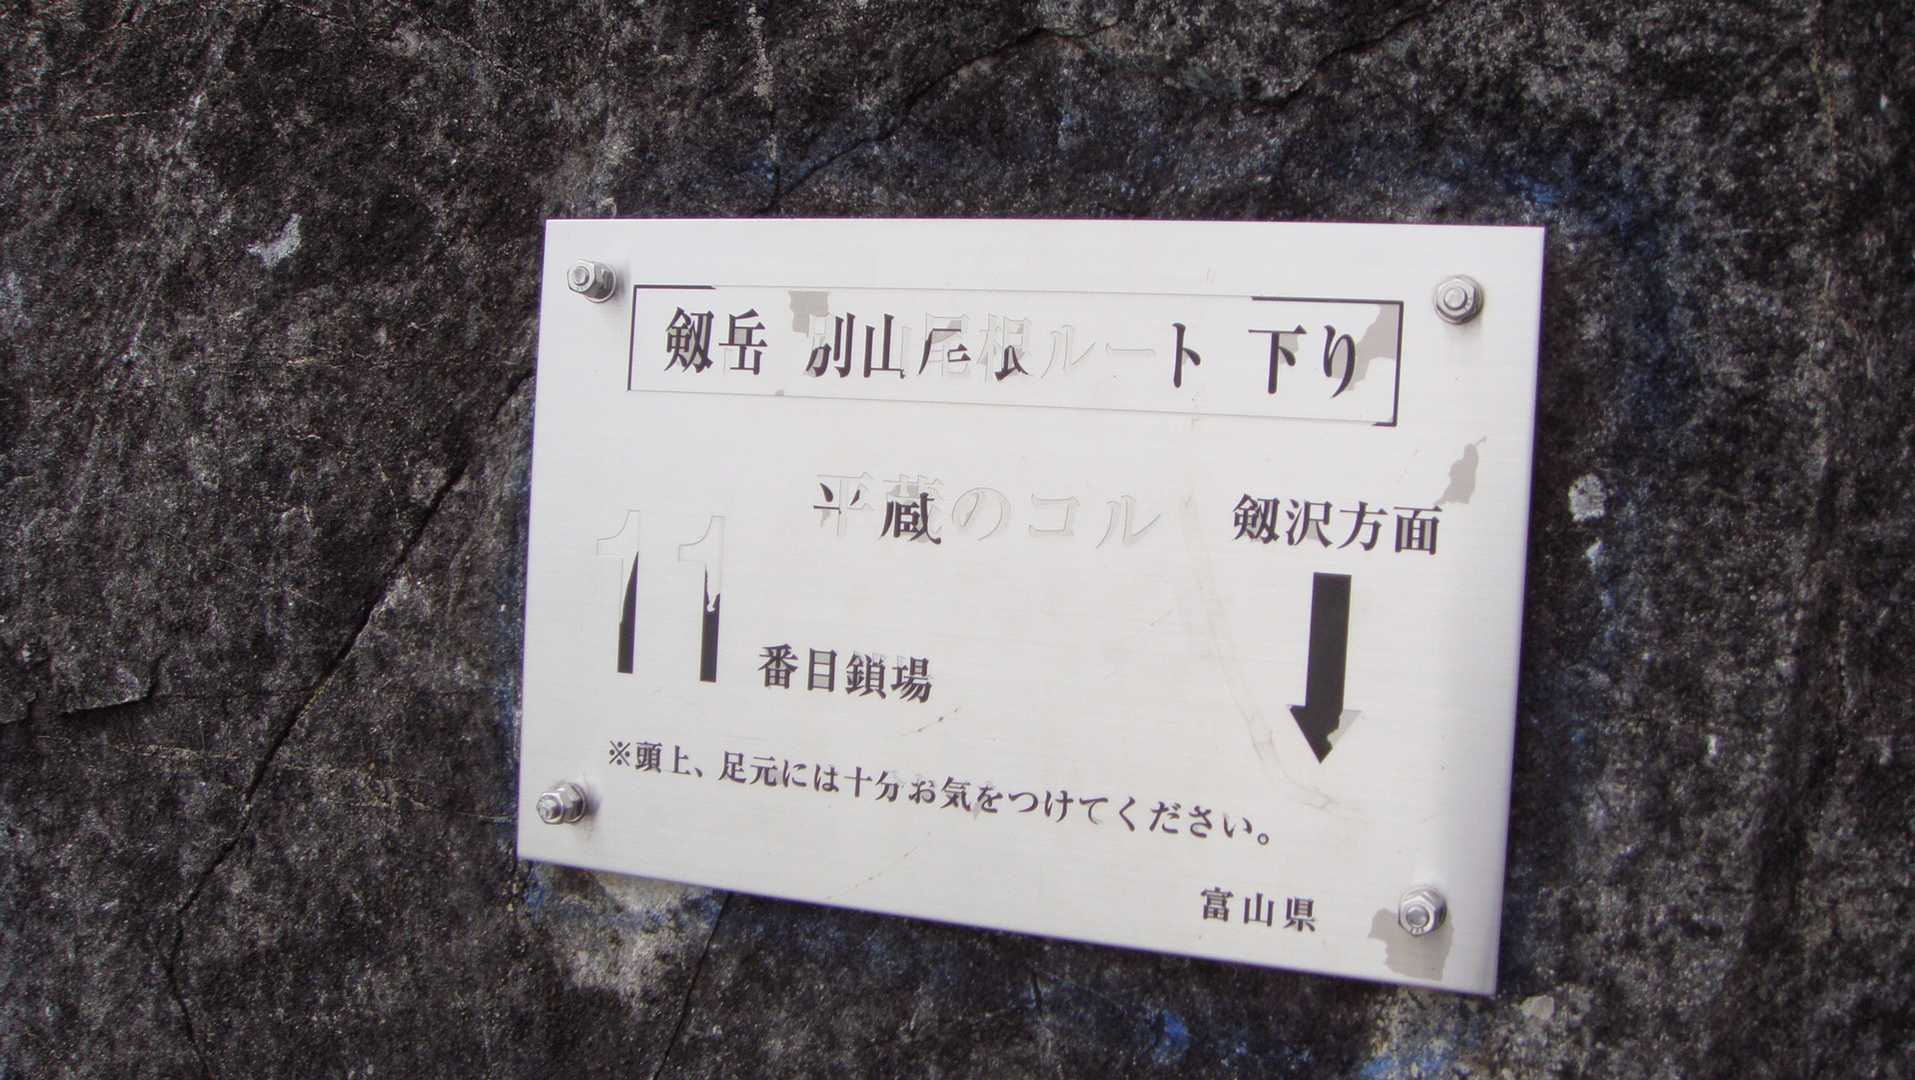 剱岳 別山尾根ルート 下り
平蔵のコル
剱沢方面
11番目鎖場
※頭上、足元には十分お気をつけてください。
富山県